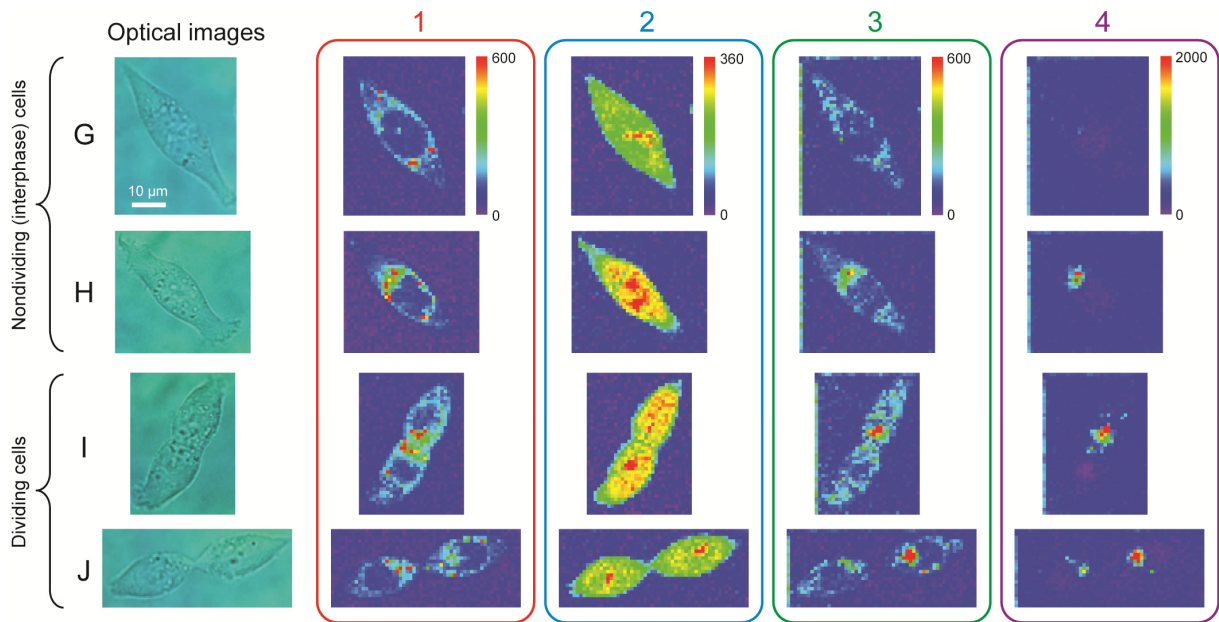 Optical images
1
2
3
4
Nondividing (interphase) cells
G
10 µm
600
0
360
0
600
0
2000
0
H
Dividing cells
I
J